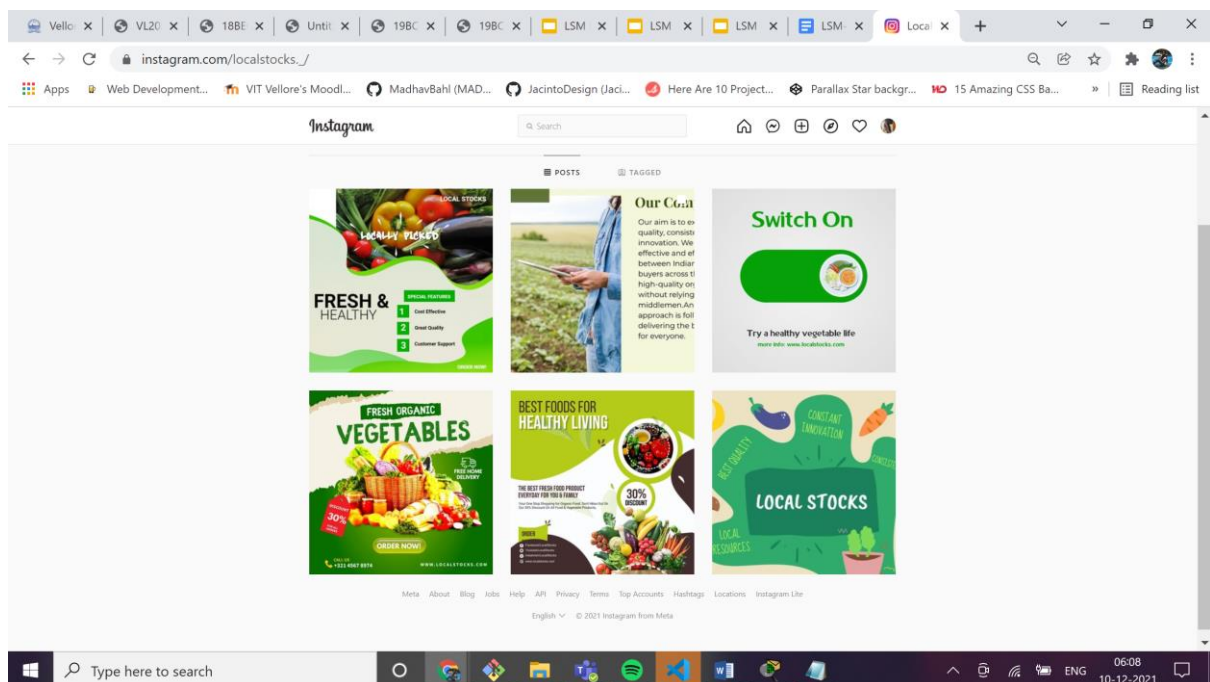 Vello
VL20
18BE
Untit
19BC
19BC
LSM
LSM
LSM
LSM-
Local
instagram.com/localstocks._/
Apps
Web Development...
VIT Vellore's Moodl...
MadhavBahl (MAD...
JacintoDesign (Jaci...
Here Are 10 Project...
Parallax Star backgr...
15 Amazing CSS Ba...
»
Reading list
Instagram
Search
POSTS
TAGGED
LOCAL STOCKS
LOCALLY PICKED
FRESH &
HEALTHY
SPECIAL FEATURES
1 Cost Effective
2 Great Quality
3 Customer Support
ORDER NOW!
Our Com
Our aim is to e
quality, consist
innovation. We
effective and ef
between Indian
buyers across t
high-quality or
without relying
middlemen.An
approach is foll
delivering the b
for everyone.
Switch On
Try a healthy vegetable life
more info: www.localstocks.com
FRESH ORGANIC
VEGETABLES
FREE HOME
DELIVERY
DISCOUNT
30%
ORDER NOW!
CALL US
+321 4567 8974
WWW.LOCALSTOCKS.COM
BEST FOODS FOR
HEALTHY LIVING
THE BEST FRESH FOOD PRODUCT
EVERYDAY FOR YOU & FAMILY
30%
DISCOUNT
ORDER
CONSTANT
INNOVATION
BEST QUALITY
CONSISTE
LOCAL STOCKS
LOCAL
RESOURCES
Meta About Blog Jobs Help API Privacy Terms Top Accounts Hashtags Locations Instagram Lite
English © 2021 Instagram from Meta
Type here to search
ENG
06:08
10-12-2021